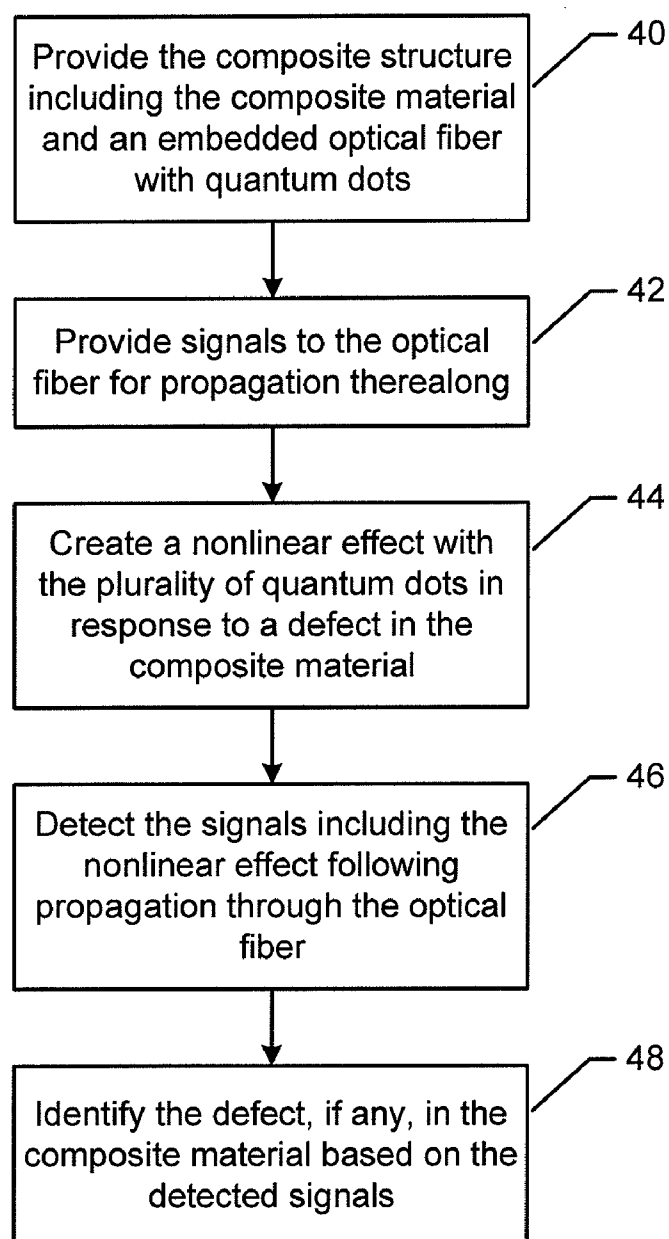 40
Provide the composite structure
including the composite material
and an embedded optical fiber
with quantum dots
42
Provide signals to the optical
fiber for propagation therealong
44
Create a nonlinear effect with
the plurality of quantum dots in
response to a defect in the
composite material
46
Detect the signals including the
nonlinear effect following
propagation through the optical
fiber
48
Identify the defect, if any, in the
composite material based on the
detected signals